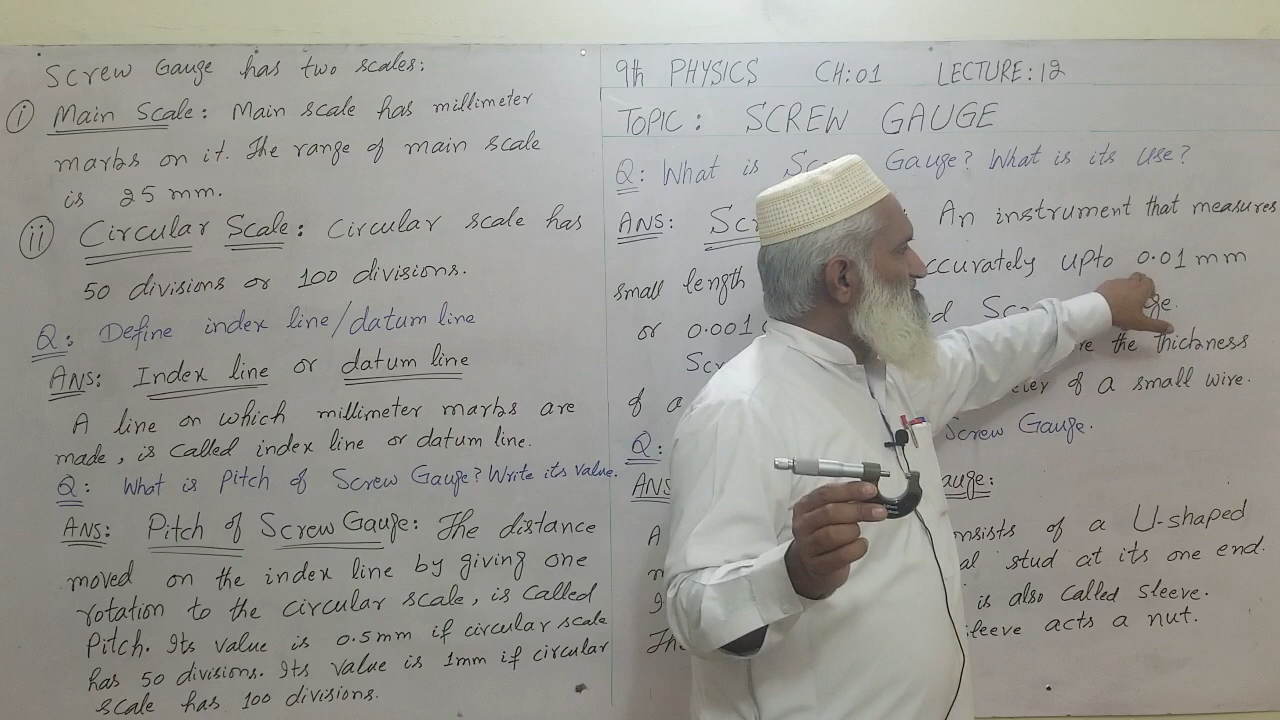 Screw Gauge has two scales:
i Main Scale: Main scale has millimeter
marks on it. The range of main scale
is 25 mm.
ii Circular Scale: Circular scale has
50 divisions or 100 divisions.
Q: Define index line/datum line
ANS: Index line or datum line
A line on which millimeter marks are
made, is called index line or datum line.
Q: What is Pitch of Screw Gauge? Write its value.
ANS: Pitch of Screw Gauge: The distance
moved on the index line by giving one
rotation to the circular scale, is called
Pitch. Its value is 0.5mm if circular scale
has 50 divisions. Its value is 1mm if circular
scale has 100 divisions.
9th PHYSICS CH:01 LECTURE:12
TOPIC: SCREW GAUGE
Q: What is Gauge? What is its use?
ANS: An instrument that measures
small length upto 0.01mm
or 0.001
the thickness
of a of a small wire.
Q: Screw Gauge.
ANS
A of a U-shaped
stud at its one end.
is also called sleeve.
acts a nut.